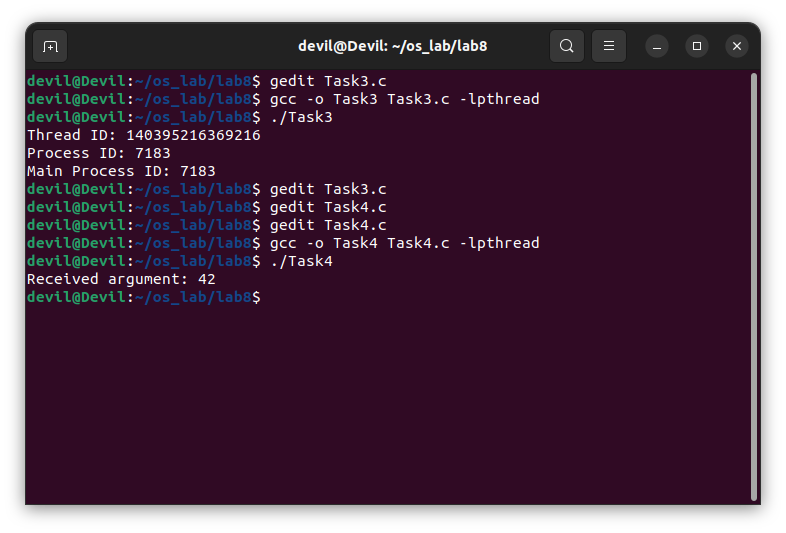 devil@Devil: ~/os_lab/lab8
devil@Devil:~/os_lab/lab8$ gedit Task3.c
devil@Devil:~/os_lab/lab8$ gcc -o Task3 Task3.c -lpthread
devil@Devil:~/os_lab/lab8$ ./Task3
Thread ID: 140395216369216
Process ID: 7183
Main Process ID: 7183
devil@Devil:~/os_lab/lab8$ gedit Task3.c
devil@Devil:~/os_lab/lab8$ gedit Task4.c
devil@Devil:~/os_lab/lab8$ gedit Task4.c
devil@Devil:~/os_lab/lab8$ gcc -o Task4 Task4.c -lpthread
devil@Devil:~/os_lab/lab8$ ./Task4
Received argument: 42
devil@Devil:~/os_lab/lab8$